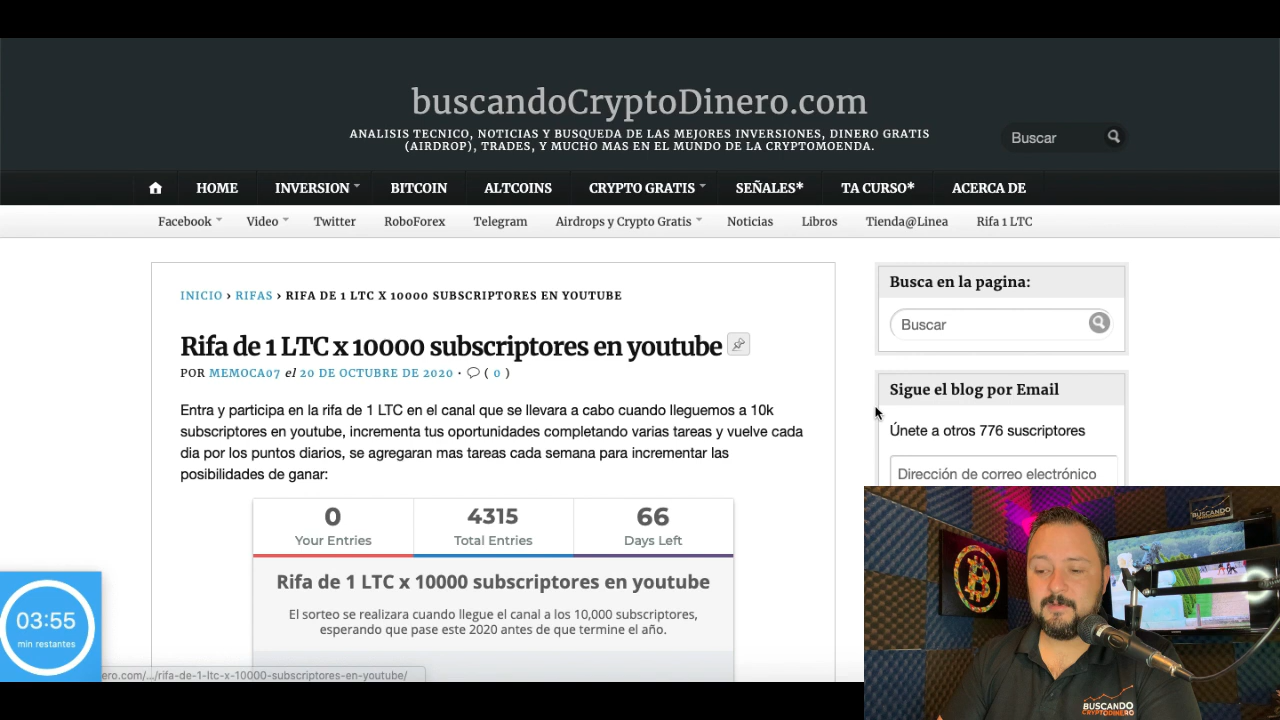 buscandoCryptoDinero.com
ANALISIS TECNICO, NOTICIAS Y BUSQUEDA DE LAS MEJORES INVERSIONES, DINERO GRATIS
(AIRDROP), TRADES, Y MUCHO MAS EN EL MUNDO DE LA CRYPTOMOENDA.
Buscar
HOME INVERSION BITCOIN ALTCOINS CRYPTO GRATIS SEÑALES* TA CURSO* ACERCA DE
Facebook Video Twitter RoboForex Telegram Airdrops y Crypto Gratis Noticias Libros Tienda@Linea Rifa 1 LTC
INICIO › RIFAS › RIFA DE 1 LTC X 10000 SUBSCRIPTORES EN YOUTUBE
Rifa de 1 LTC x 10000 subscriptores en youtube
POR MEMOCA07 el 20 DE OCTUBRE DE 2020 · ( 0 )
Entra y participa en la rifa de 1 LTC en el canal que se llevara a cabo cuando lleguemos a 10k
subscriptores en youtube, incrementa tus oportunidades completando varias tareas y vuelve cada
dia por los puntos diarios, se agregaran mas tareas cada semana para incrementar las
posibilidades de ganar:
0 4315 66
Your Entries Total Entries Days Left
Rifa de 1 LTC x 10000 subscriptores en youtube
El sorteo se realizara cuando llegue el canal a los 10,000 subscriptores,
esperando que pase este 2020 antes de que termine el año.
Busca en la pagina:
Buscar
Sigue el blog por Email
Únete a otros 776 suscriptores
Dirección de correo electrónico
03:55
min restantes
ero.com/.../rifa-de-1-ltc-x-10000-subscriptores-en-youtube/
BUSCANDO
BUSCANDO
CRYPTODINERO